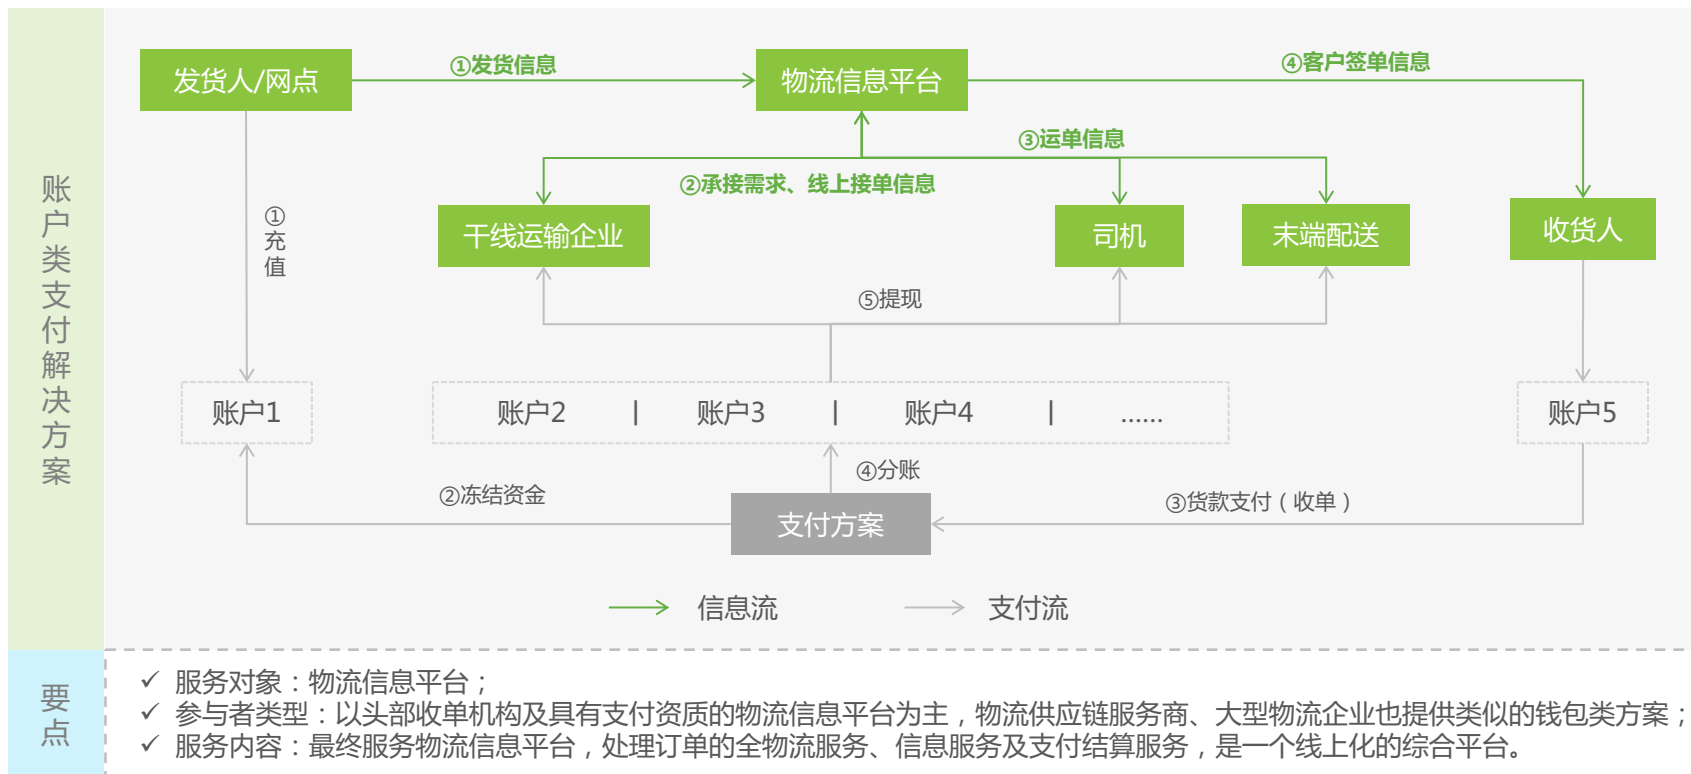 账户类支付解决方案
发货人/网点
①发货信息
物流信息平台
④客户签单信息
③运单信息
②承接需求、线上接单信息
①充值
干线运输企业
司机
末端配送
收货人
⑤提现
账户1
账户2 | 账户3 | 账户4 | ......
账户5
④分账
②冻结资金
③货款支付（收单）
支付方案
信息流
支付流
要点
✓ 服务对象：物流信息平台；
✓ 参与者类型：以头部收单机构及具有支付资质的物流信息平台为主，物流供应链服务商、大型物流企业也提供类似的钱包类方案；
✓ 服务内容：最终服务物流信息平台，处理订单的全物流服务、信息服务及支付结算服务，是一个线上化的综合平台。